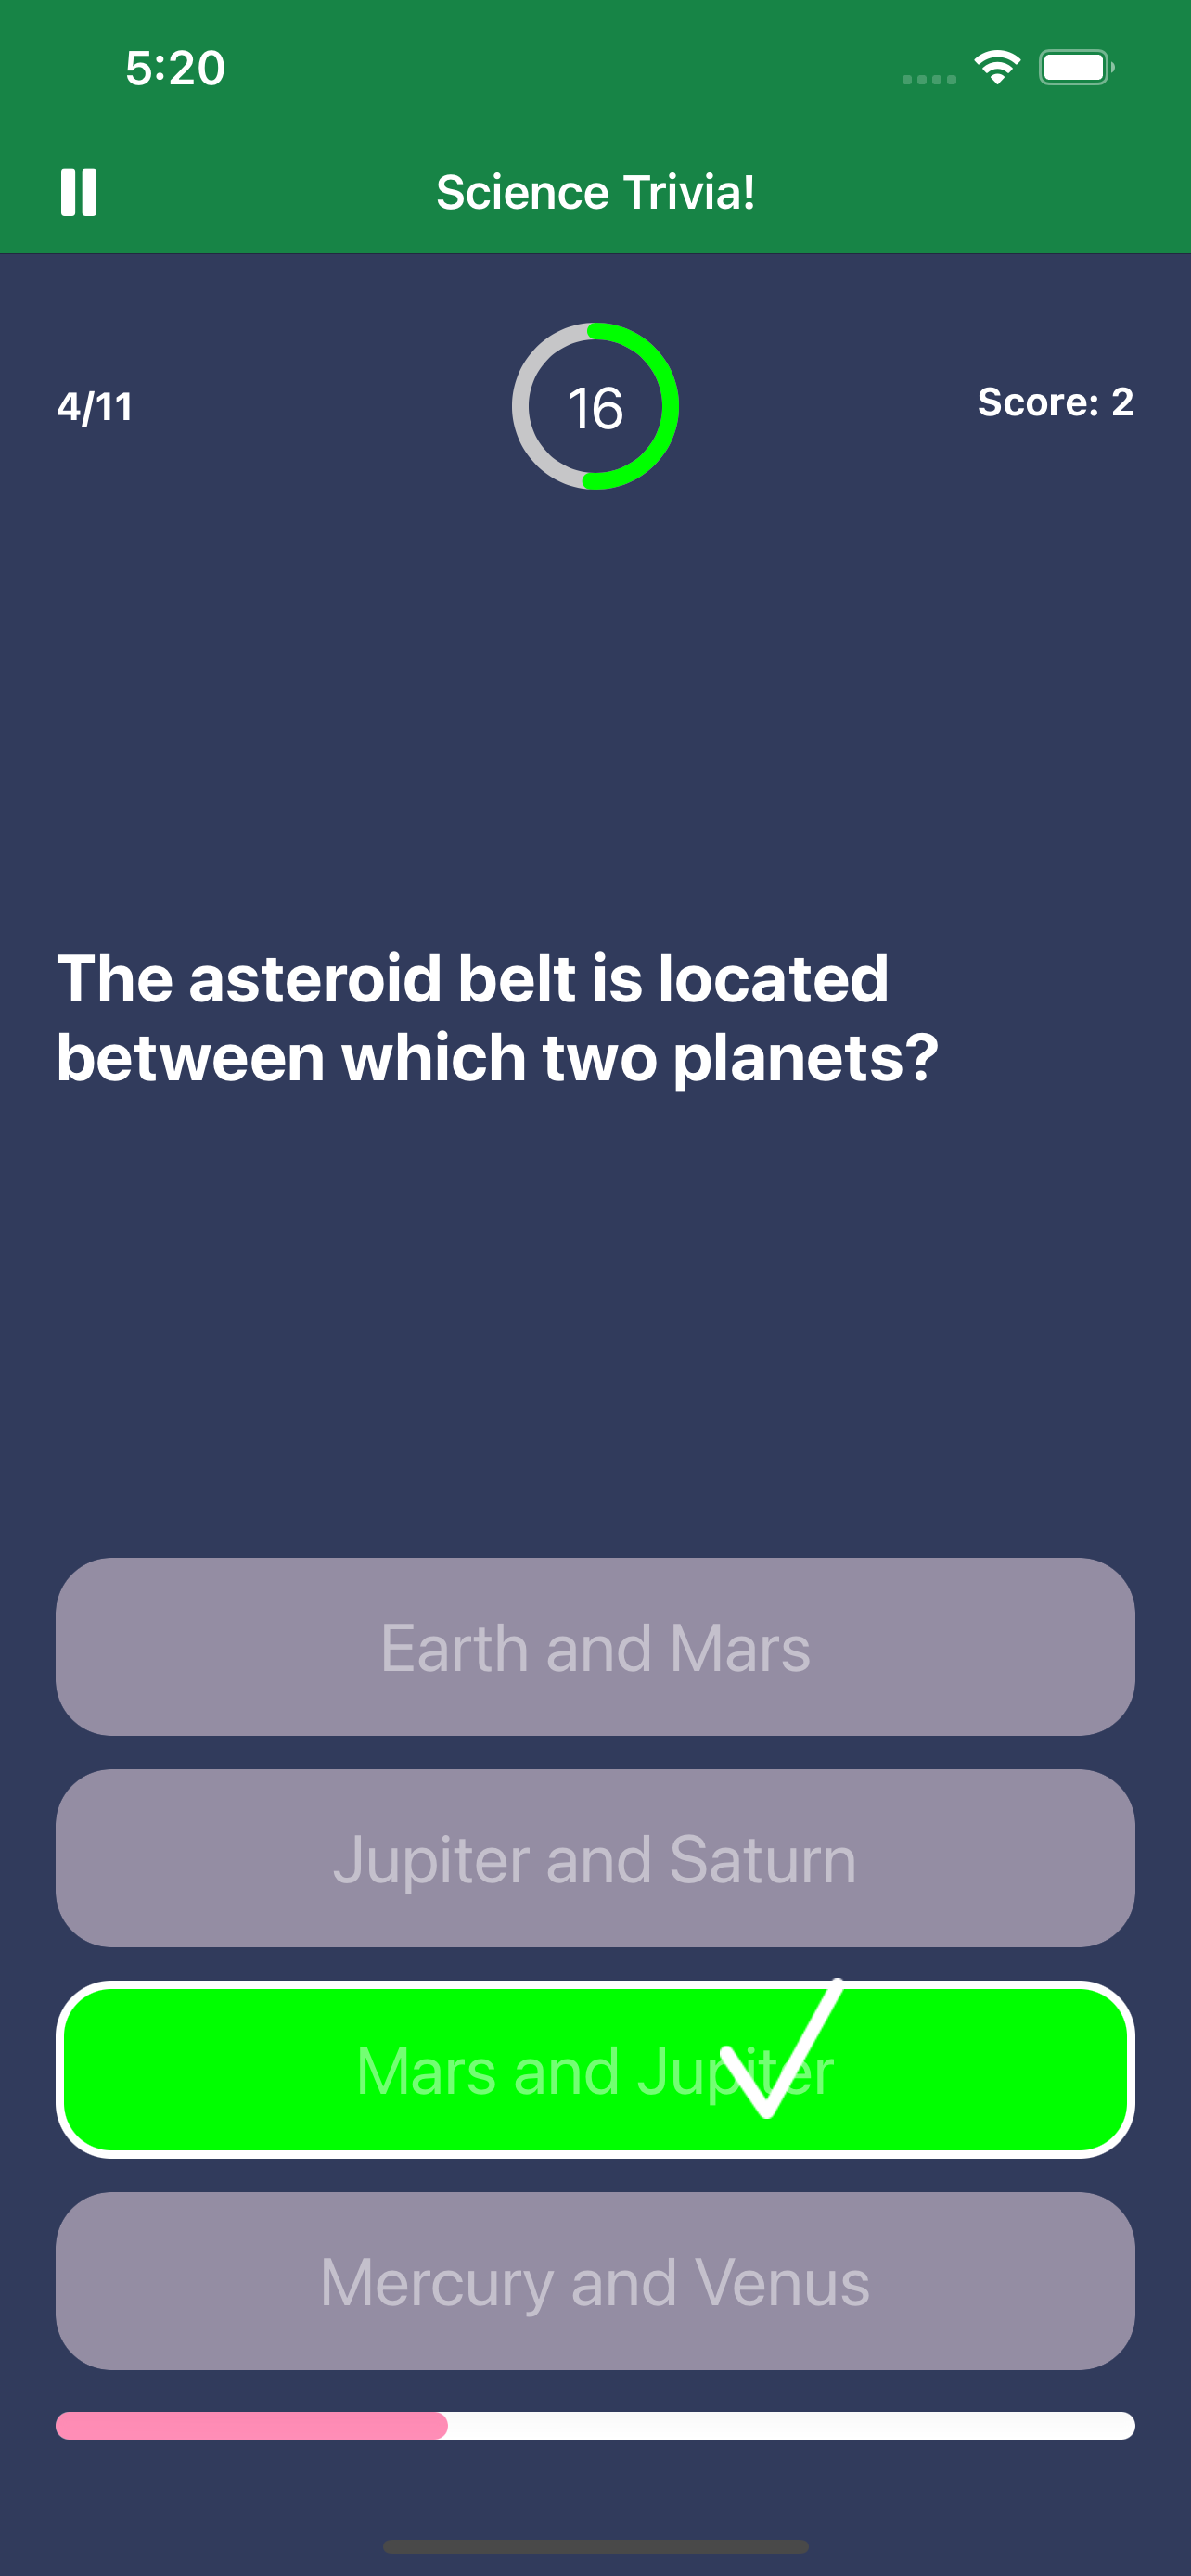 5:20
Science Trivia!
4/11
16
Score: 2
The asteroid belt is located
between which two planets?
Earth and Mars
Jupiter and Saturn
Mars and Jupiter
Mercury and Venus